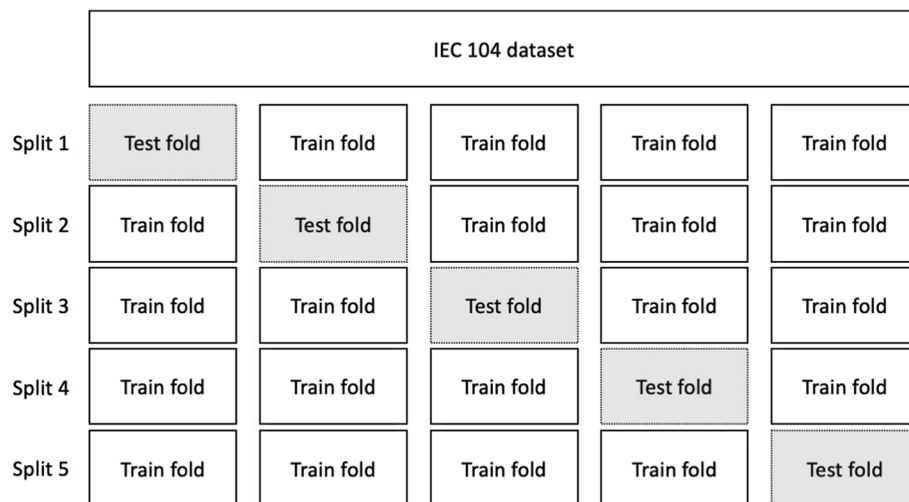 IEC 104 dataset
Split 1 Test fold Train fold Train fold Train fold Train fold
Split 2 Train fold Test fold Train fold Train fold Train fold
Split 3 Train fold Train fold Test fold Train fold Train fold
Split 4 Train fold Train fold Train fold Test fold Train fold
Split 5 Train fold Train fold Train fold Train fold Test fold